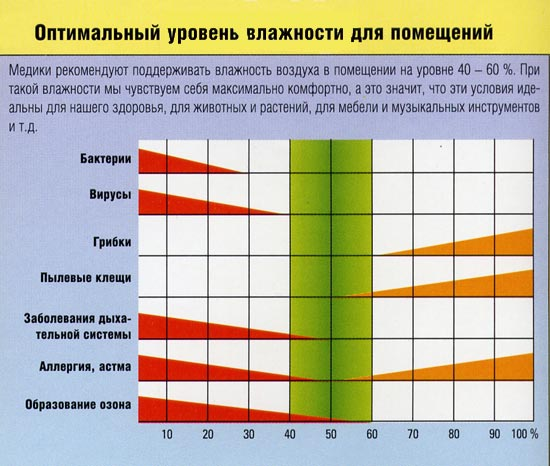 Оптимальный уровень влажности для помещений
Медики рекомендуют поддерживать влажность воздуха в помещении на уровне 40 – 60 %. При
такой влажности мы чувствуем себя максимально комфортно, а это значит, что эти условия иде-
альны для нашего здоровья, для животных и растений, для мебели и музыкальных инструментов
и т.д.
Бактерии
Вирусы
Грибки
Пылевые клещи
Заболевания дыха-
тельной системы
Аллергия, астма
Образование озона
10 20 30 40 50 60 70 80 90 100 %